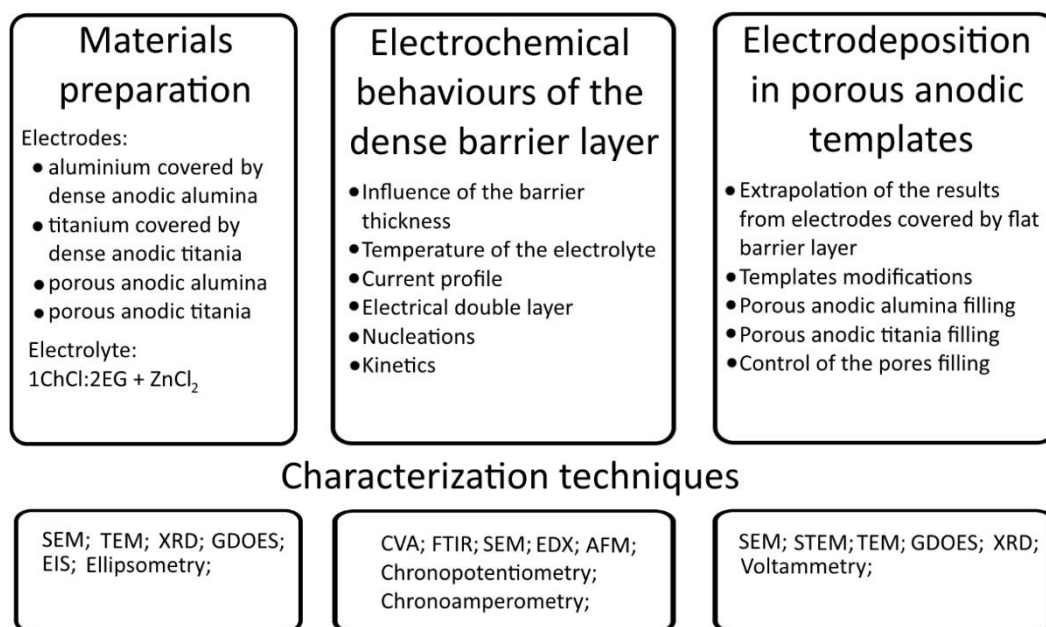 Materials
preparation
Electrodes:
● aluminium covered by
dense anodic alumina
● titanium covered by
dense anodic titania
● porous anodic alumina
● porous anodic titania
Electrolyte:
1ChCl:2EG + ZnCl₂
Electrochemical
behaviours of the
dense barrier layer
● Influence of the barrier
thickness
● Temperature of the electrolyte
● Current profile
● Electrical double layer
● Nucleations
● Kinetics
Electrodeposition
in porous anodic
templates
● Extrapolation of the results
from electrodes covered by flat
barrier layer
● Templates modifications
● Porous anodic alumina filling
● Porous anodic titania filling
● Control of the pores filling
Characterization techniques
SEM; TEM; XRD; GDOES;
EIS; Ellipsometry;
CVA; FTIR; SEM; EDX; AFM;
Chronopotentiometry;
Chronoamperometry;
SEM; STEM; TEM; GDOES; XRD;
Voltammetry;